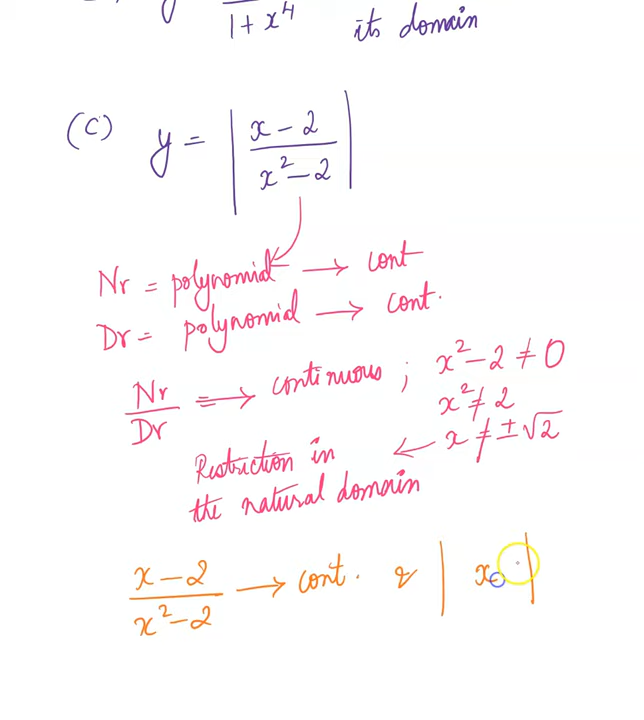 1 + x⁴ its domain
(C) y = | x - 2 / x² - 2 |
Nr = polynomial → cont
Dr = polynomial → cont.
Nr / Dr ⇒ continuous ; x² - 2 ≠ 0
x² ≠ 2
x ≠ ± √2
Restriction in ←
the natural domain
x - 2 / x² - 2 → cont. & | x |